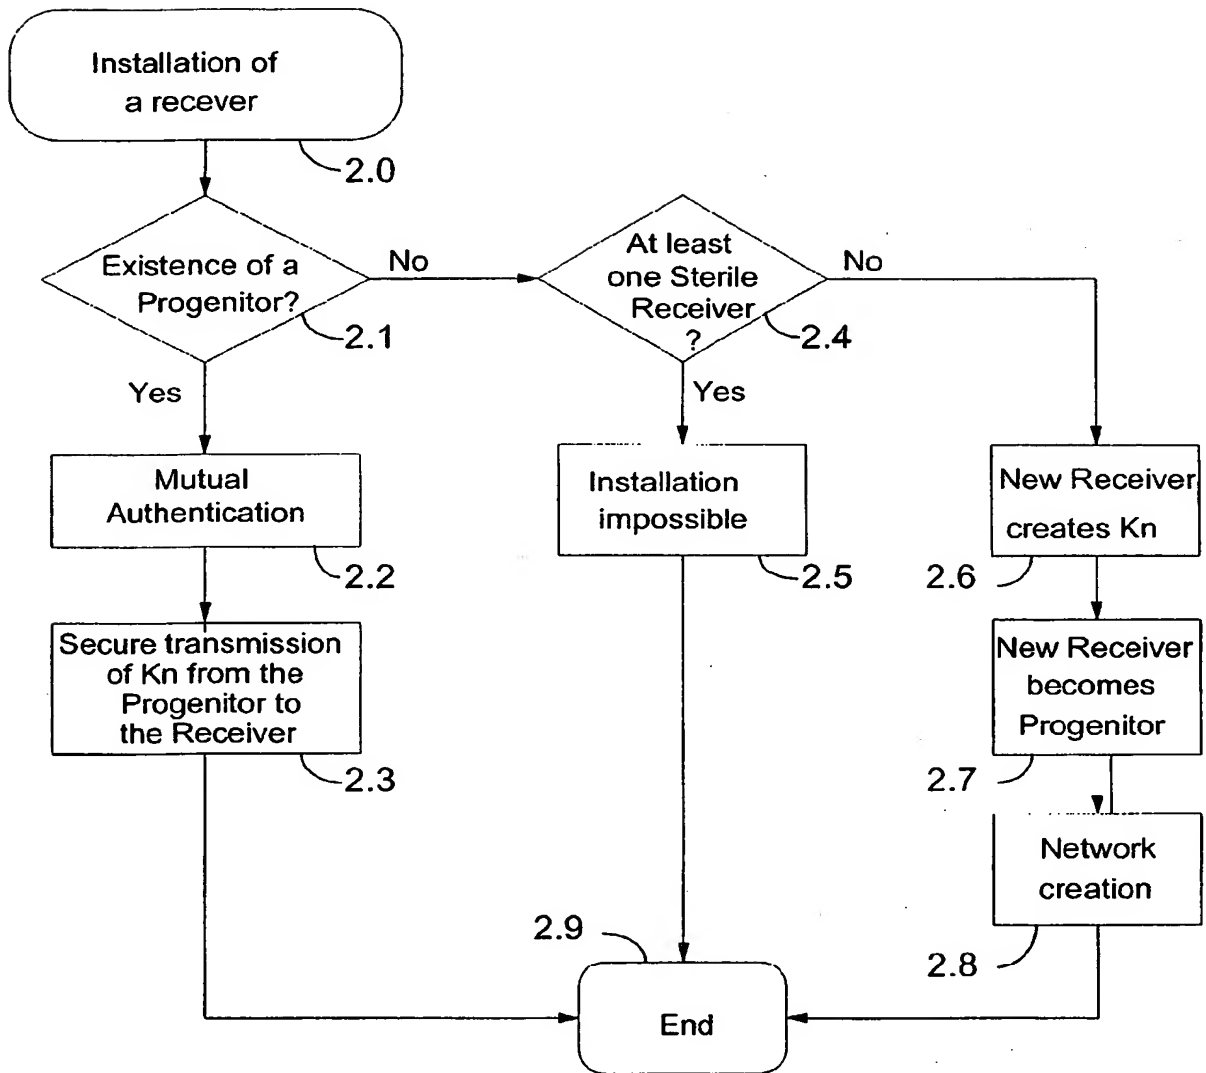 Installation of
a recever
2.0
Existence of a
Progenitor?
2.1
No
At least
one Sterile
Receiver
?
2.4
No
Yes
Yes
Mutual
Authentication
2.2
Installation
impossible
2.5
New Receiver
creates Kn
2.6
Secure transmission
of Kn from the
Progenitor to
the Receiver
2.3
New Receiver
becomes
Progenitor
2.7
Network
creation
2.8
2.9
End